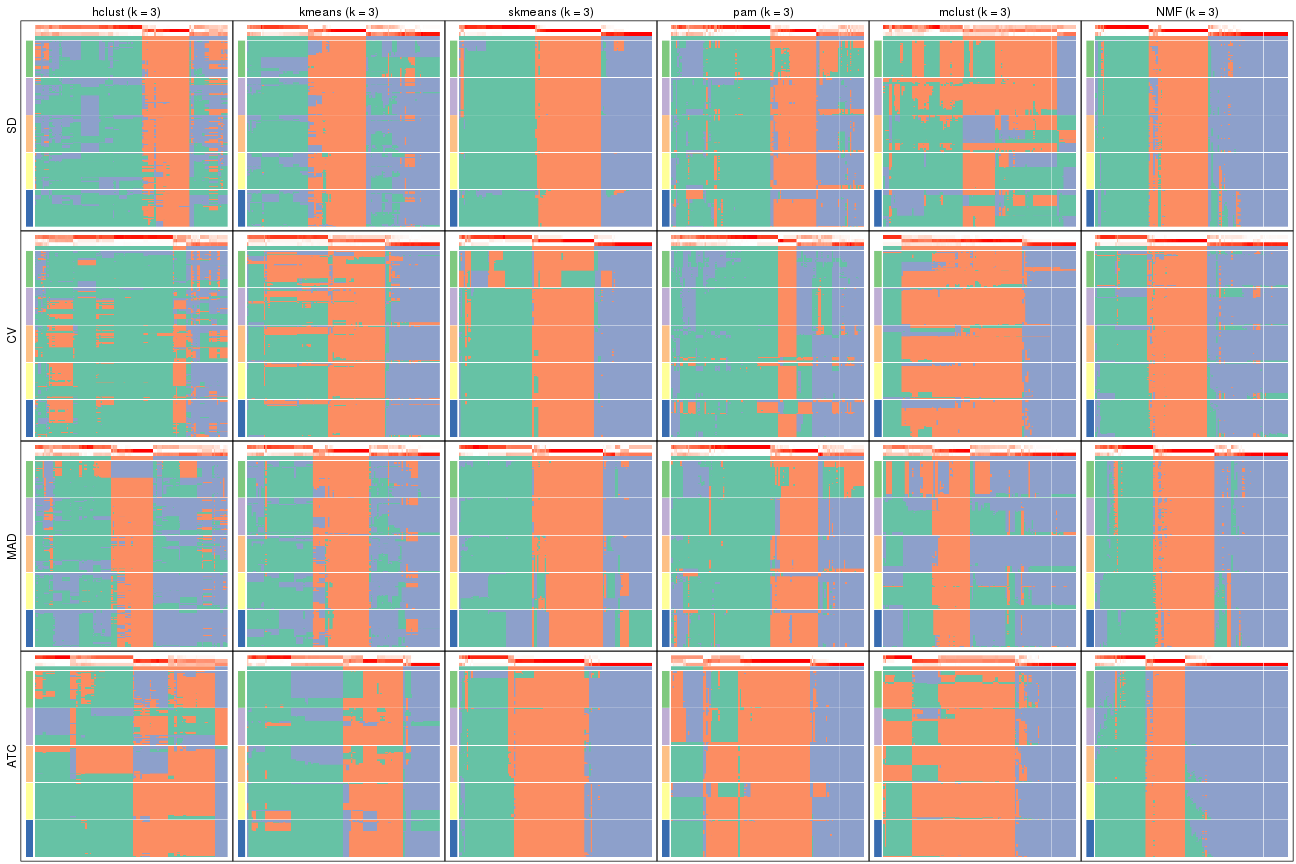 hclust (k = 3) kmeans (k = 3) skmeans (k = 3) pam (k = 3) mclust (k = 3) NMF (k = 3)
SD
CV
MAD
ATC